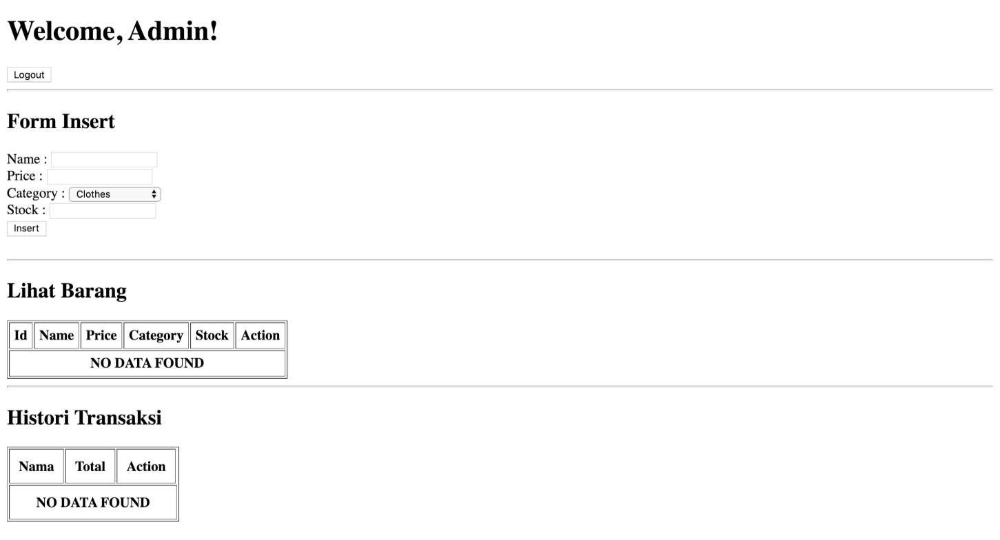 Welcome, Admin!
Logout
Form Insert
Name :
Price :
Category : Clothes
Stock :
Insert
Lihat Barang
Id Name Price Category Stock Action
NO DATA FOUND
Histori Transaksi
Nama Total Action
NO DATA FOUND